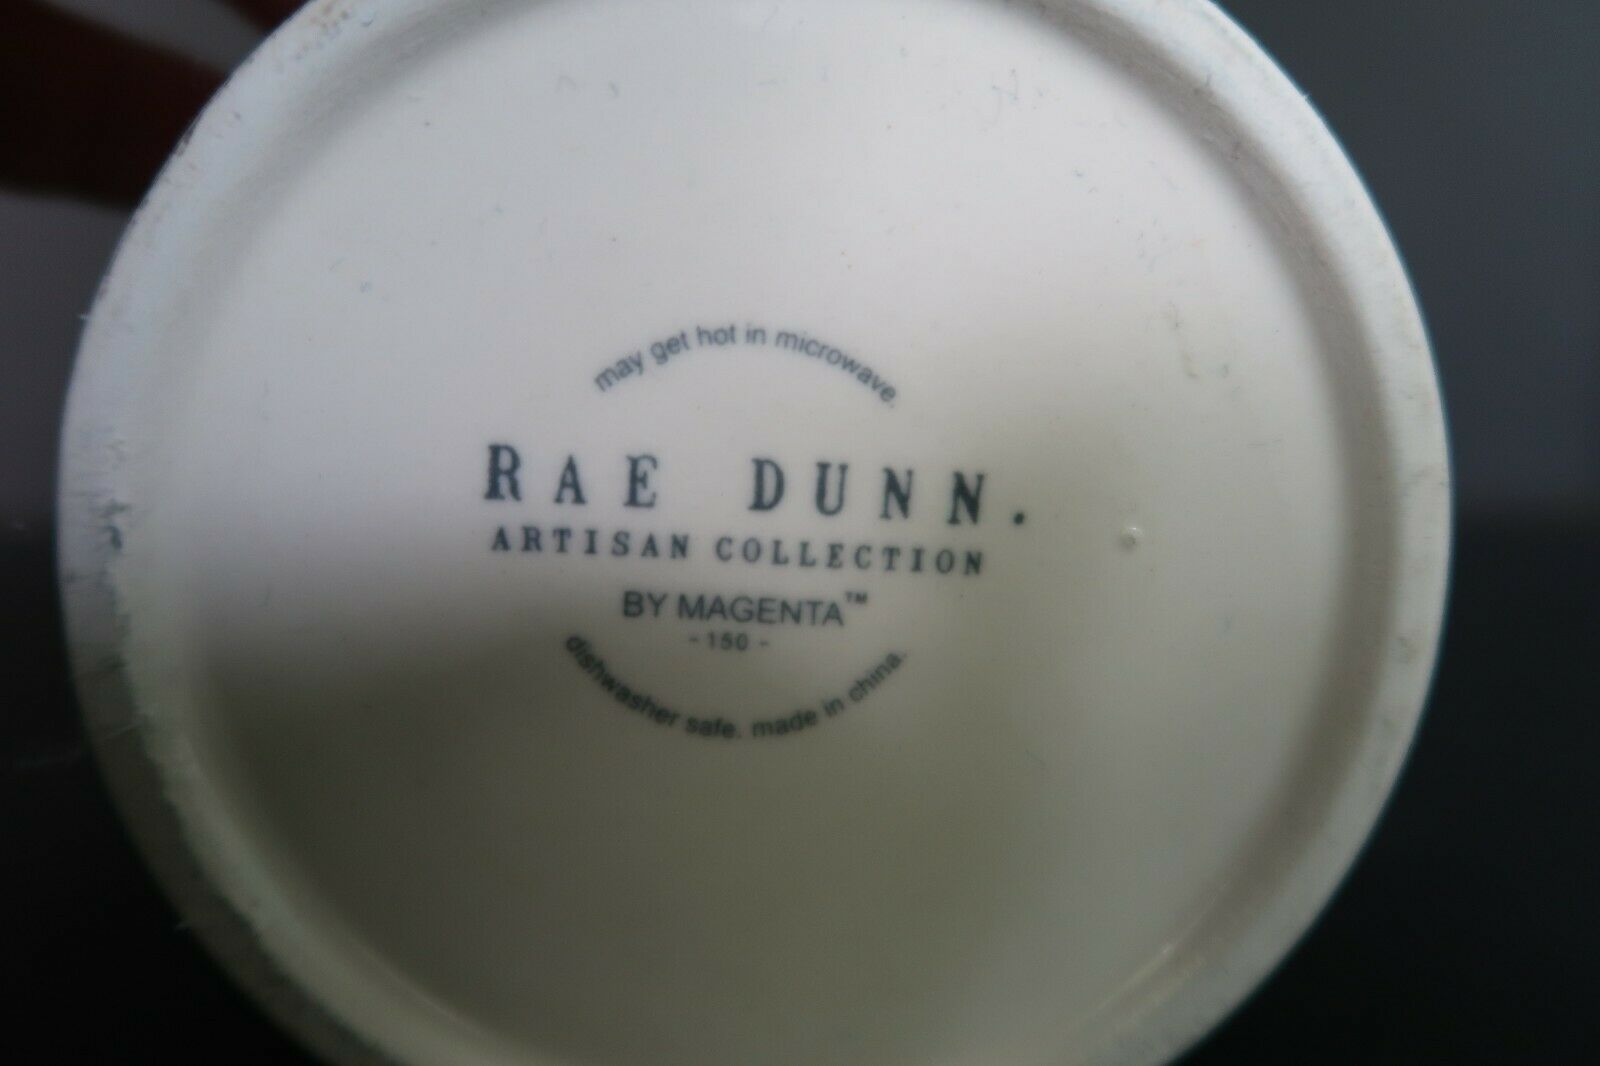 may get hot in microwave.
RAE DUNN.
ARTISAN COLLECTION
BY MAGENTA™
- 150 -
dishwasher safe. made in china.